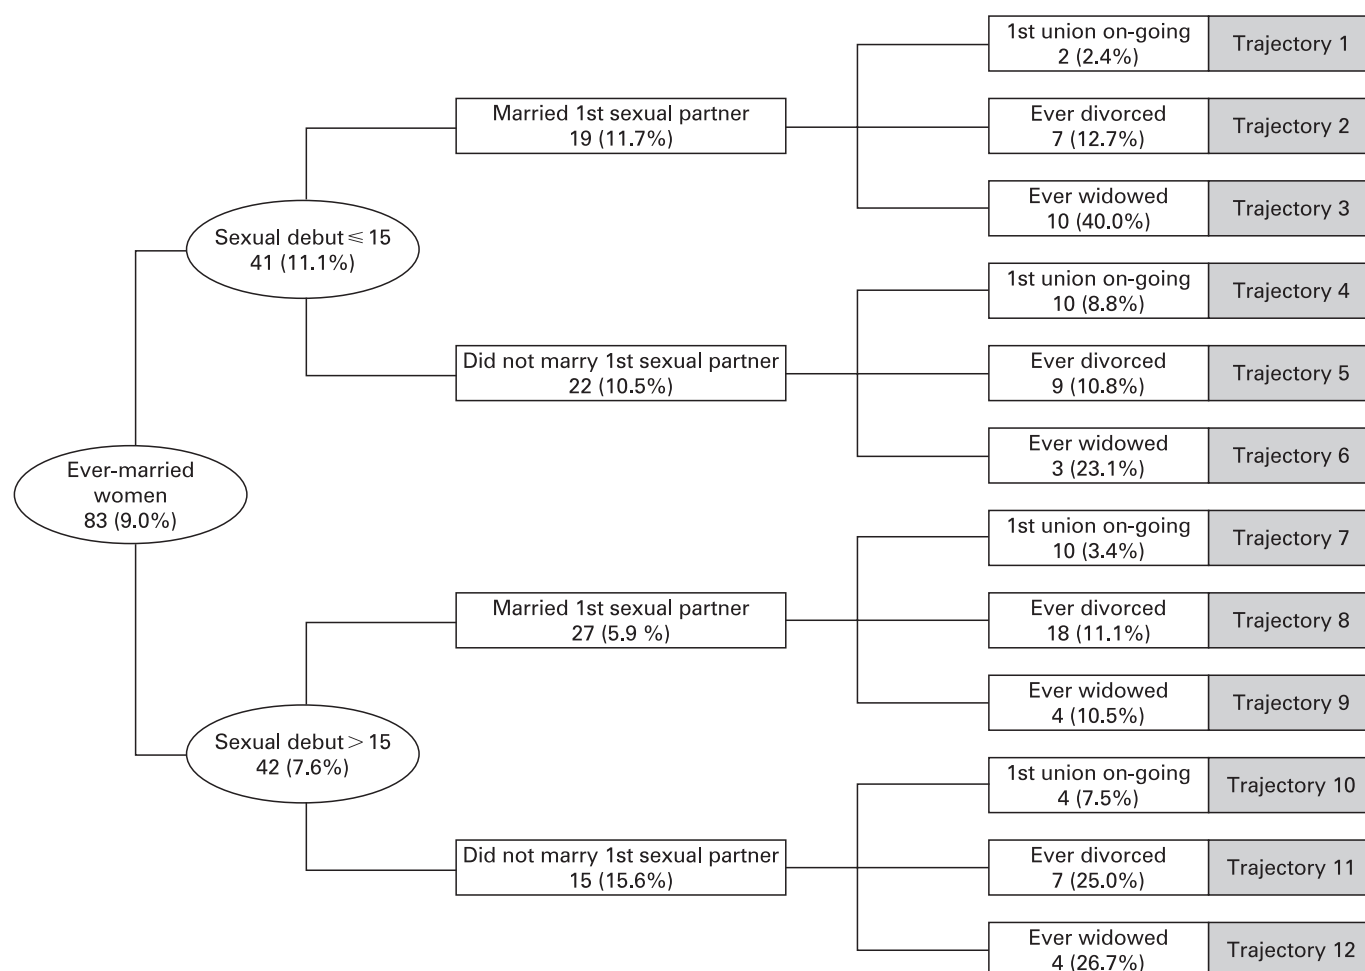 1st union on-going
2 (2.4%)
Trajectory 1
Married 1st sexual partner
19 (11.7%)
Ever divorced
7 (12.7%)
Trajectory 2
Ever widowed
10 (40.0%)
Trajectory 3
Sexual debut ⩽ 15
41 (11.1%)
1st union on-going
10 (8.8%)
Trajectory 4
Did not marry 1st sexual partner
22 (10.5%)
Ever divorced
9 (10.8%)
Trajectory 5
Ever widowed
3 (23.1%)
Trajectory 6
Ever-married
women
83 (9.0%)
1st union on-going
10 (3.4%)
Trajectory 7
Married 1st sexual partner
27 (5.9 %)
Ever divorced
18 (11.1%)
Trajectory 8
Ever widowed
4 (10.5%)
Trajectory 9
Sexual debut > 15
42 (7.6%)
1st union on-going
4 (7.5%)
Trajectory 10
Did not marry 1st sexual partner
15 (15.6%)
Ever divorced
7 (25.0%)
Trajectory 11
Ever widowed
4 (26.7%)
Trajectory 12